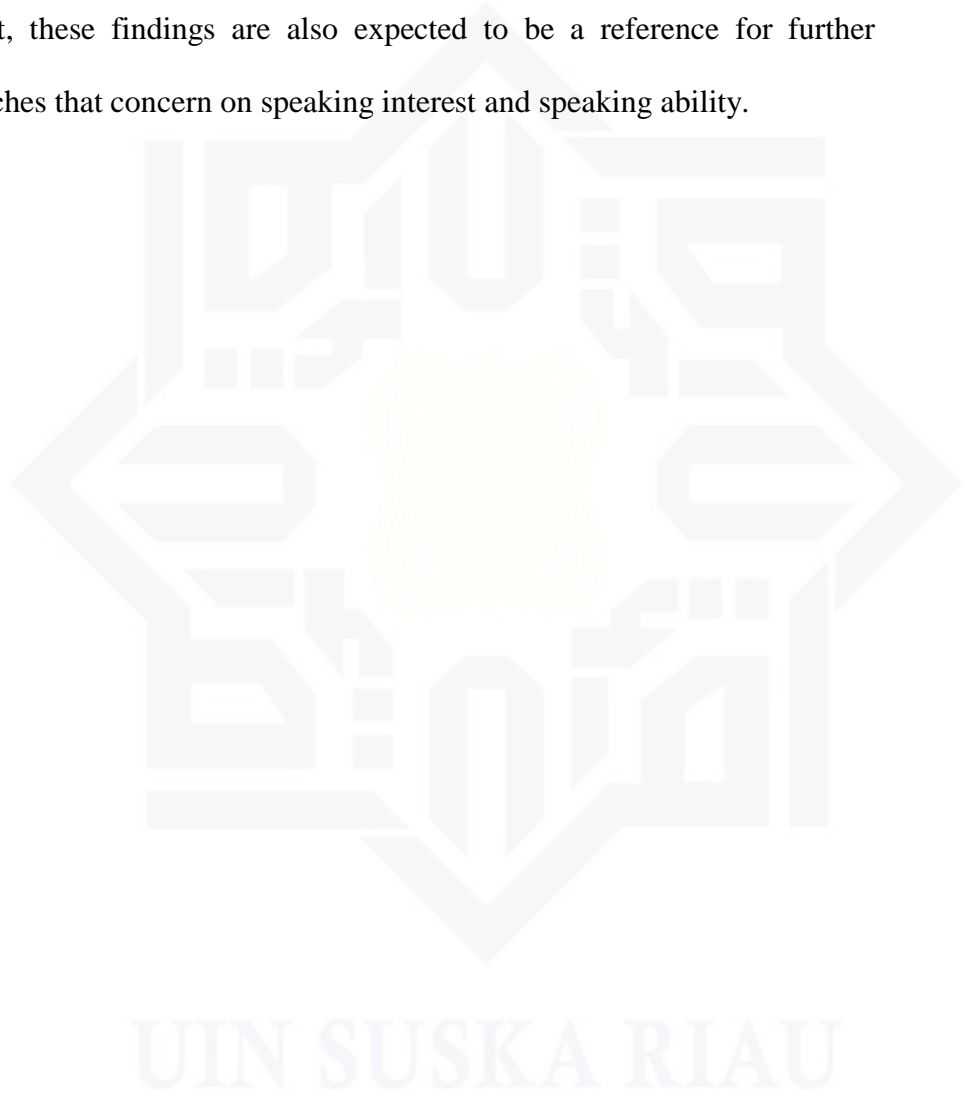 t, these findings are also expected to be a reference for further
ches that concern on speaking interest and speaking ability.
UIN SUSKA RIAU